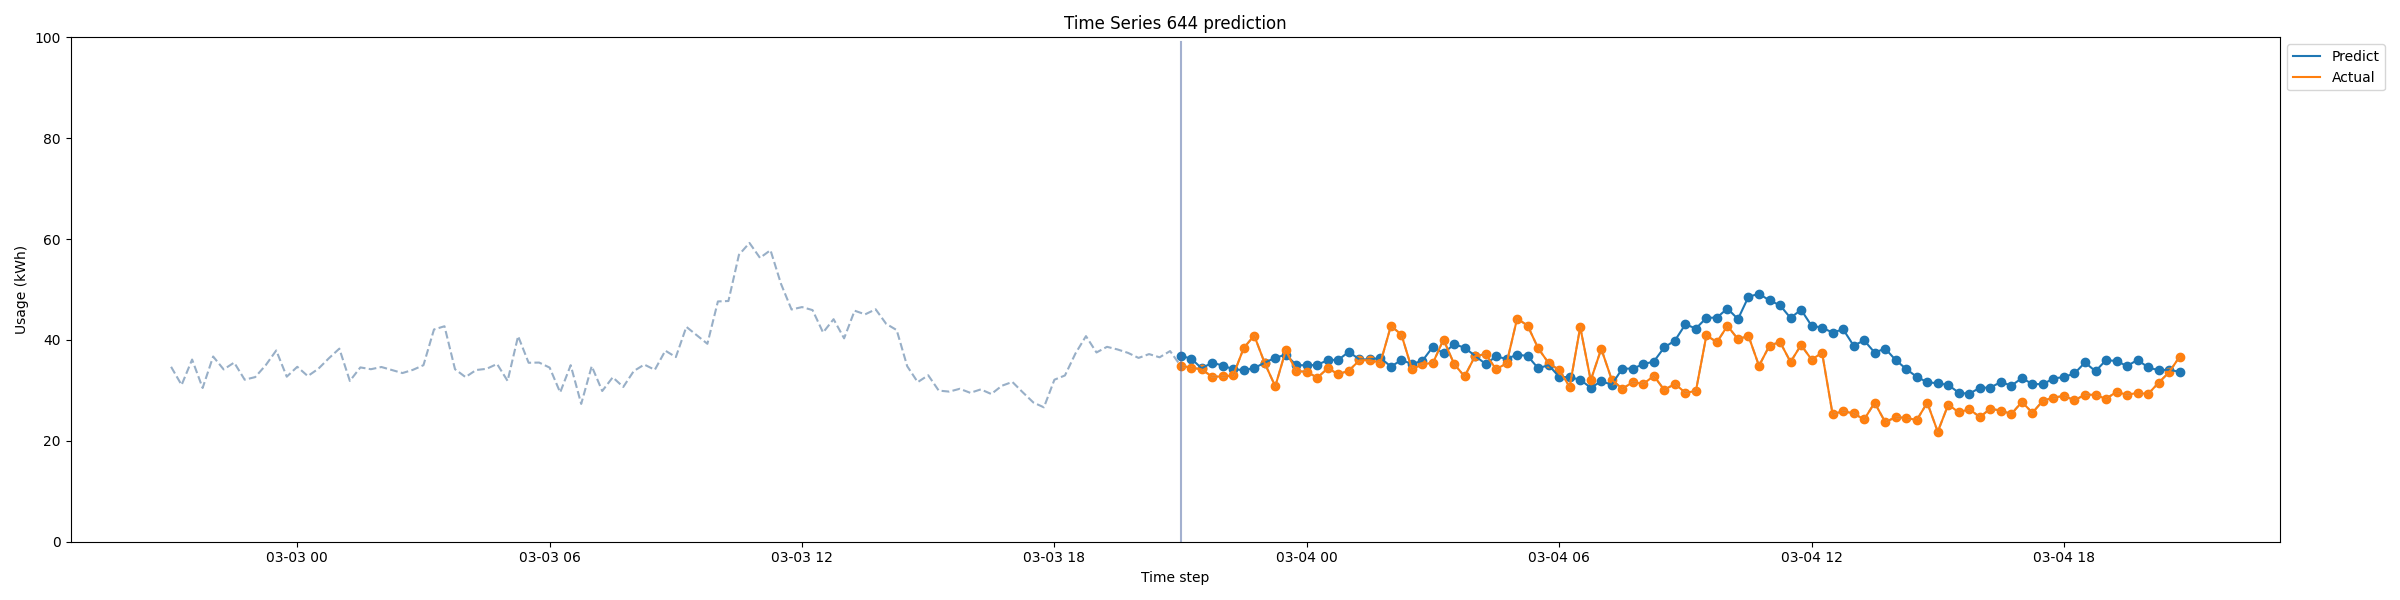 Time Series 644 prediction
100
80
60
40
20
0
Usage (kWh)
03-03 00
03-03 06
03-03 12
03-03 18
03-04 00
03-04 06
03-04 12
03-04 18
Time step
Predict
Actual